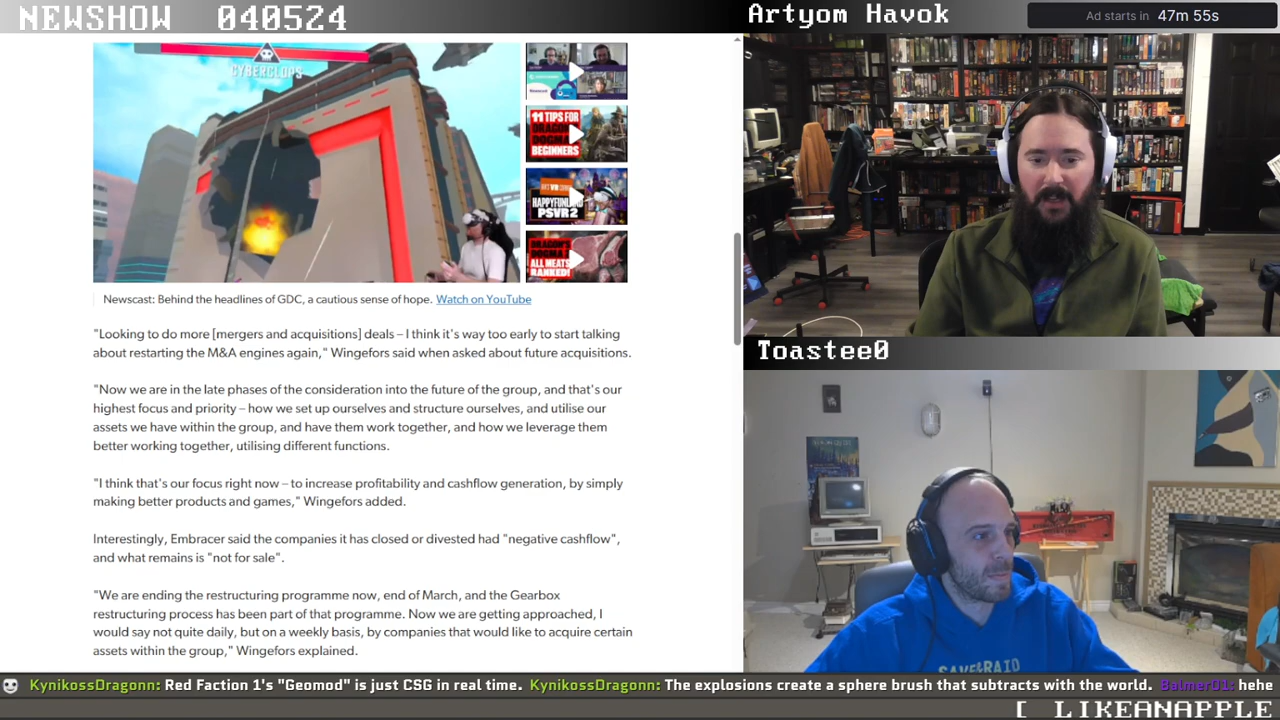 NEWSHOW 040524
Artyom Havok
Ad starts in 47m 55s
CYBERCLOPS
11 TIPS FOR
DRAGON'S
DOGMA
BEGINNERS
HAPPYFUNLAND
PSVR2
DRAGON'S
DOGMA
ALL MEATS
RANKED!
Newscast: Behind the headlines of GDC, a cautious sense of hope. Watch on YouTube
"Looking to do more [mergers and acquisitions] deals – I think it's way too early to start talking
about restarting the M&A engines again," Wingefors said when asked about future acquisitions.
"Now we are in the late phases of the consideration into the future of the group, and that's our
highest focus and priority – how we set up ourselves and structure ourselves, and utilise our
assets we have within the group, and have them work together, and how we leverage them
better working together, utilising different functions.
"I think that's our focus right now – to increase profitability and cashflow generation, by simply
making better products and games," Wingefors added.
Interestingly, Embracer said the companies it has closed or divested had "negative cashflow",
and what remains is "not for sale".
"We are ending the restructuring programme now, end of March, and the Gearbox
restructuring process has been part of that programme. Now we are getting approached, I
would say not quite daily, but on a weekly basis, by companies that would like to acquire certain
assets within the group," Wingefors explained.
Toastee0
KynikossDragonn: Red Faction 1's "Geomod" is just CSG in real time. KynikossDragonn: The explosions create a sphere brush that subtracts with the world. Balmer01: hehe
[ LIKEANAPPLE